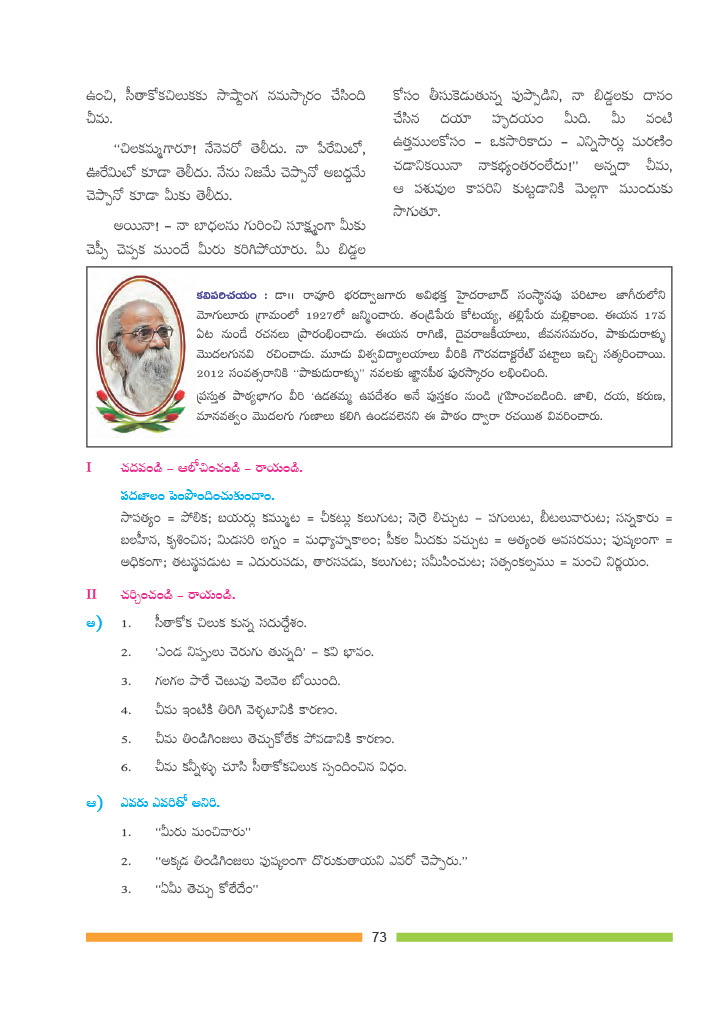 ఉంచి, సీతాకోకచిలుకకు సాష్టాంగ నమస్కారం చేసింది
చీమ.
“చిలకమ్మగారూ! నేనెవరో తెలీదు. నా పేరేమిటో,
ఊరేమిటో కూడా తెలీదు. నేను నిజమే చెప్పానో అబద్ధమే
చెప్పానో కూడా మీకు తెలీదు.
అయినా! – నా బాధలను గురించి సూక్ష్మంగా మీకు
చెప్పీ చెప్పక ముందే మీరు కరిగిపోయారు. మీ బిడ్డల
కోసం తీసుకెడుతున్న పుప్పొడిని, నా బిడ్డలకు దానం
చేసిన దయా హృదయం మీది. మీ వంటి
ఉత్తములకోసం – ఒకసారికాదు – ఎన్నిసార్లు మరణిం
చడానికయినా నాకభ్యంతరంలేదు!” అన్నదా చీమ,
ఆ పశువుల కాపరిని కుట్టడానికి మెల్లగా ముందుకు
సాగుతూ.
కవిపరిచయం : డా॥ రావూరి భరద్వాజగారు అవిభక్త హైదరాబాద్ సంస్థానపు పరిటాల జాగీరులోని
మోగులూరు గ్రామంలో 1927లో జన్మించారు. తండ్రిపేరు కోటయ్య, తల్లిపేరు మల్లికాంబ. ఈయన 17వ
ఏట నుండే రచనలు ప్రారంభించాడు. ఈయన రాగిణి, దైవరాజకీయాలు, జీవనసమరం, పాకుడురాళ్ళు
మొదలగునవి రచించాడు. మూడు విశ్వవిద్యాలయాలు వీరికి గౌరవడాక్టరేట్ పట్టాలు ఇచ్చి సత్కరించాయి.
2012 సంవత్సరానికి “పాకుడురాళ్ళు” నవలకు జ్ఞానపీఠ పురస్కారం లభించింది.
ప్రస్తుత పాఠ్యభాగం వీరి ‘ఉడతమ్మ ఉపదేశం అనే పుస్తకం నుండి గ్రహించబడింది. జాలి, దయ, కరుణ,
మానవత్వం మొదలగు గుణాలు కలిగి ఉండవలెనని ఈ పాఠం ద్వారా రచయిత వివరించారు.
I చదవండి – ఆలోచించండి – రాయండి.
పదజాలం పెంపొందించుకుందాం.
సాపత్యం = పోలిక; బయర్లు కమ్ముట = చీకట్లు కలుగుట; నెర్రె లిచ్చుట – పగులుట, బీటలువారుట; సన్నకారు =
బలహీన, కృశించిన; మిడసరి లగ్నం = మధ్యాహ్నకాలం; పీకల మీదకు వచ్చుట = అత్యంత అవసరము; పుష్కలంగా =
అధికంగా; తటస్థపడుట = ఎదురుపడు, తారసపడు, కలుగుట; సమీపించుట; సత్సంకల్పము = మంచి నిర్ణయం.
II చర్చించండి – రాయండి.
అ) 1. సీతాకోక చిలుక కున్న సదుద్దేశం.
2. ‘ఎండ నిప్పులు చెరుగు తున్నది’ – కవి భావం.
3. గలగల పారే చెఱువు వెలవెల బోయింది.
4. చీమ ఇంటికి తిరిగి వెళ్ళటానికి కారణం.
5. చీమ తిండిగింజలు తెచ్చుకోలేక పోవడానికి కారణం.
6. చీమ కన్నీళ్ళు చూసి సీతాకోకచిలుక స్పందించిన విధం.
ఆ) ఎవరు ఎవరితో అనిరి.
1. “మీరు మంచివారు”
2. “అక్కడ తిండిగింజలు పుష్కలంగా దొరుకుతాయని ఎవరో చెప్పారు.”
3. “ఏమీ తెచ్చు కోలేదేం”
73